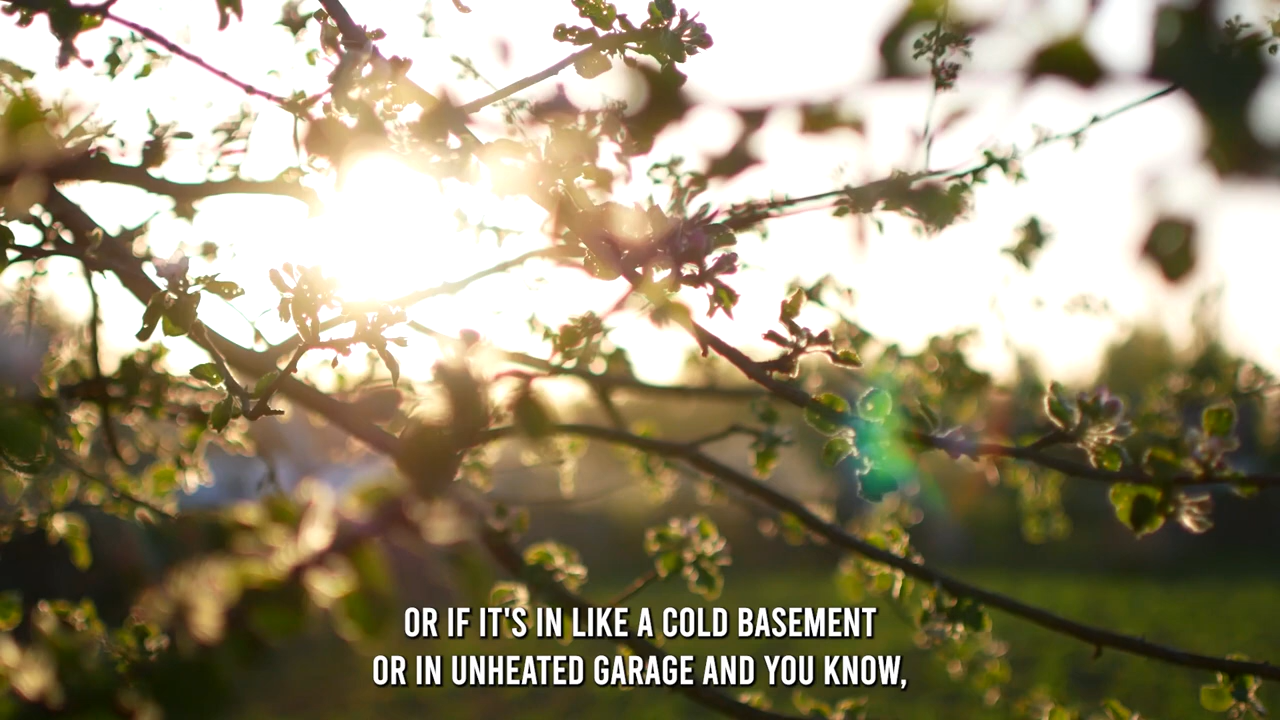 OR IF IT'S IN LIKE A COLD BASEMENT
OR IN UNHEATED GARAGE AND YOU KNOW,